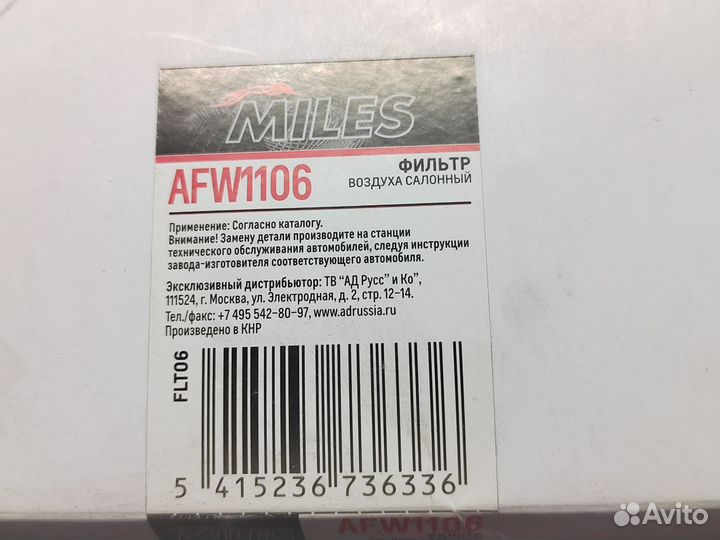 MILES
AFW1106
ФИЛЬТР
ВОЗДУХА САЛОННЫЙ
Применение: Согласно каталогу.
Внимание! Замену детали производите на станции
технического обслуживания автомобилей, следуя инструкции
завода-изготовителя соответствующего автомобиля.
Эксклюзивный дистрибьютор: ТВ "АД Русс" и Ко",
111524, г. Москва, ул. Электродная, д. 2, стр. 12-14.
Тел./факс: +7 495 542-80-97, www.adrussia.ru
Произведено в КНР
FLT06
5 415236 736336
AFW1106
ФИЛЬТР
Avito